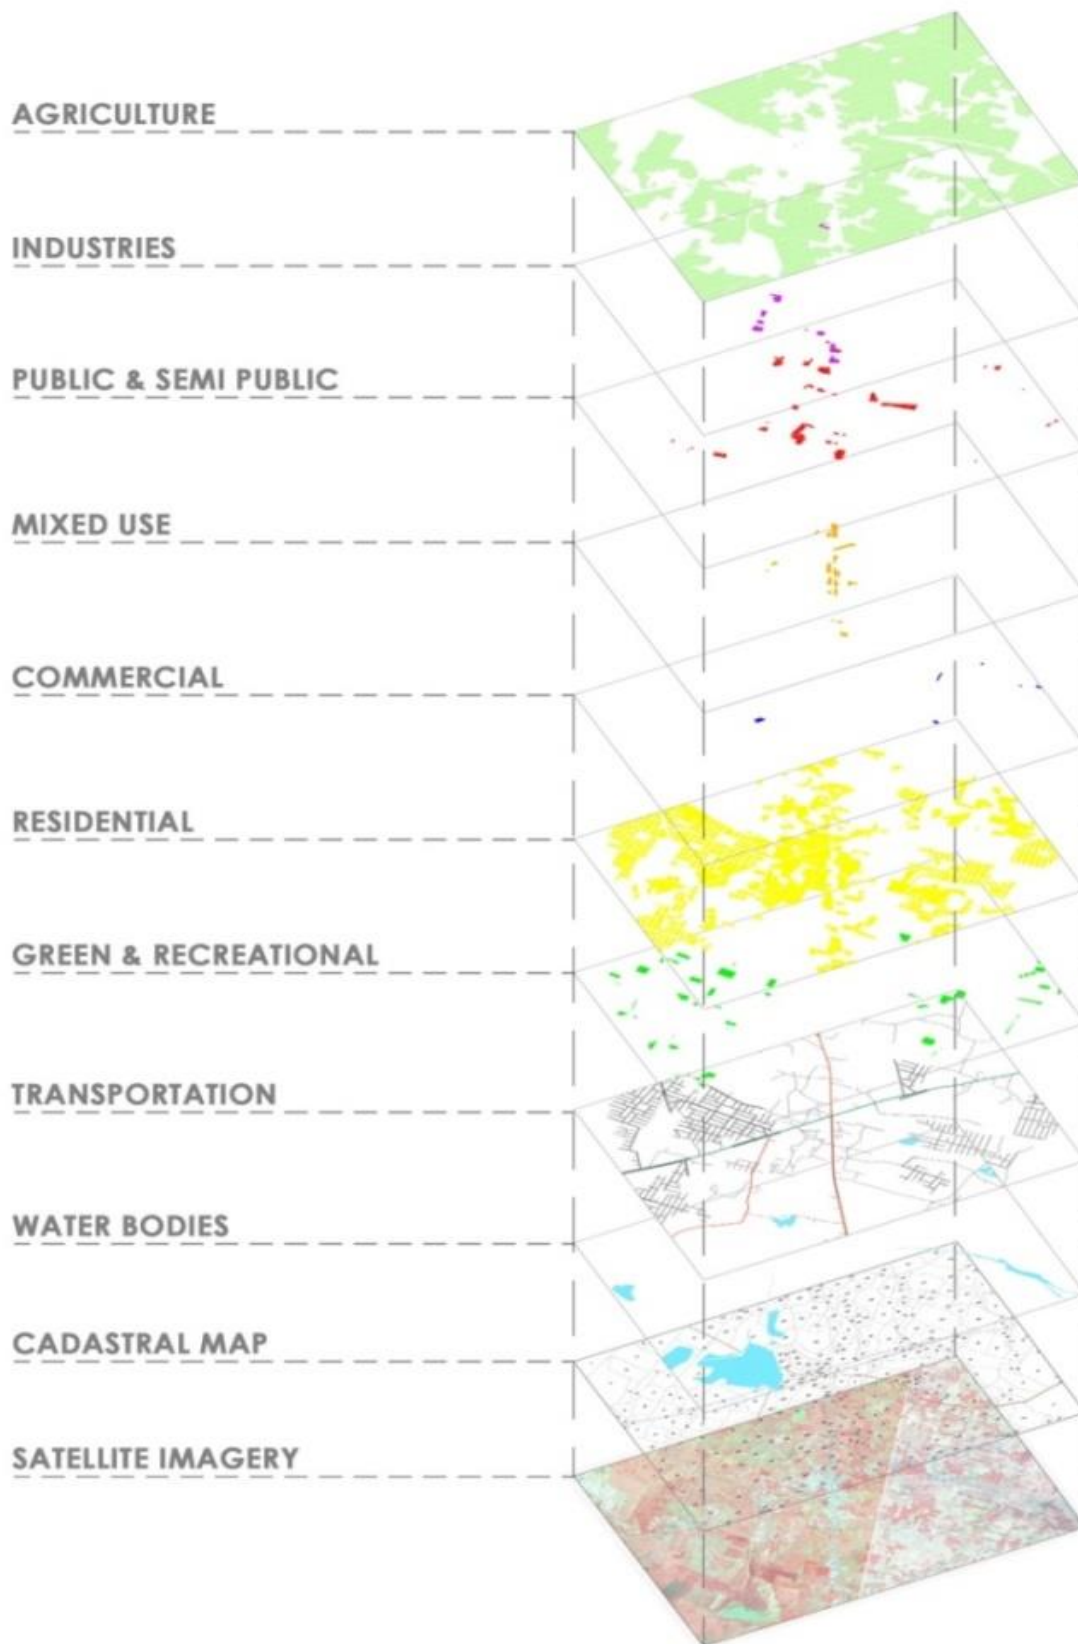 AGRICULTURE
INDUSTRIES
PUBLIC & SEMI PUBLIC
MIXED USE
COMMERCIAL
RESIDENTIAL
GREEN & RECREATIONAL
TRANSPORTATION
WATER BODIES
CADASTRAL MAP
SATELLITE IMAGERY